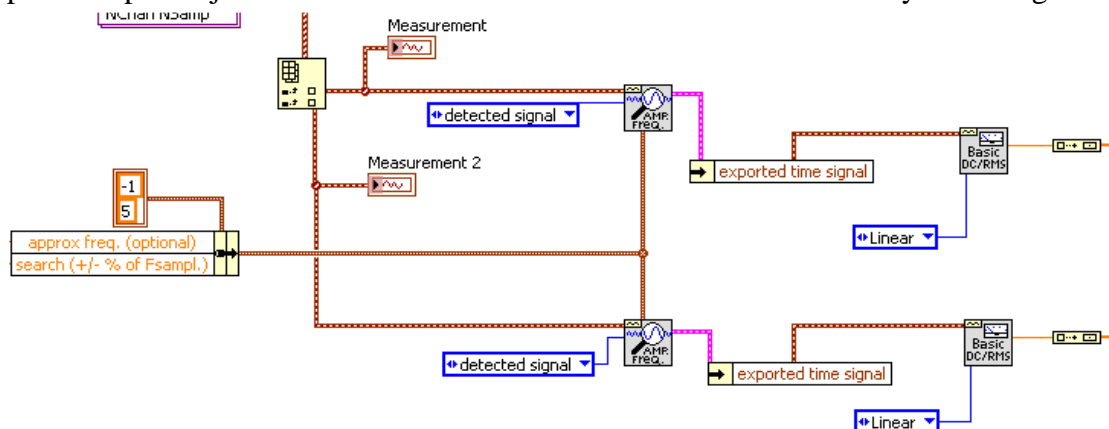 NChan NSamp
Measurement
detected signal
AMP.
Freq.
Basic
DC/RMS
exported time signal
Measurement 2
-1
5
Linear
approx freq. (optional)
search (+/- % of Fsampl.)
detected signal
AMP.
Freq.
Basic
DC/RMS
exported time signal
Linear